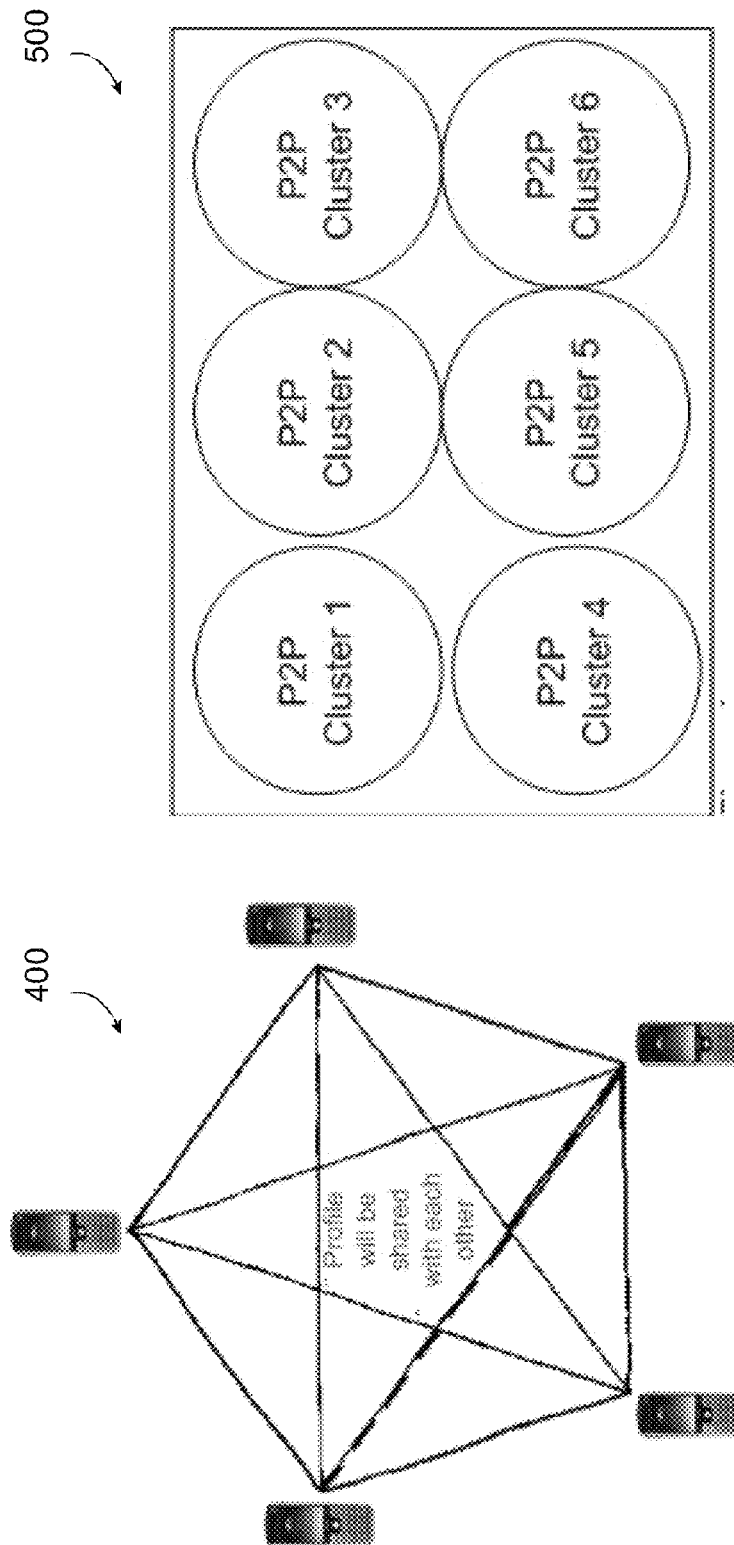 400
" Profile
will be
shared
with each
other
"
500
P2P
Cluster 1
P2P
Cluster 2
P2P
Cluster 3
P2P
Cluster 4
P2P
Cluster 5
P2P
Cluster 6